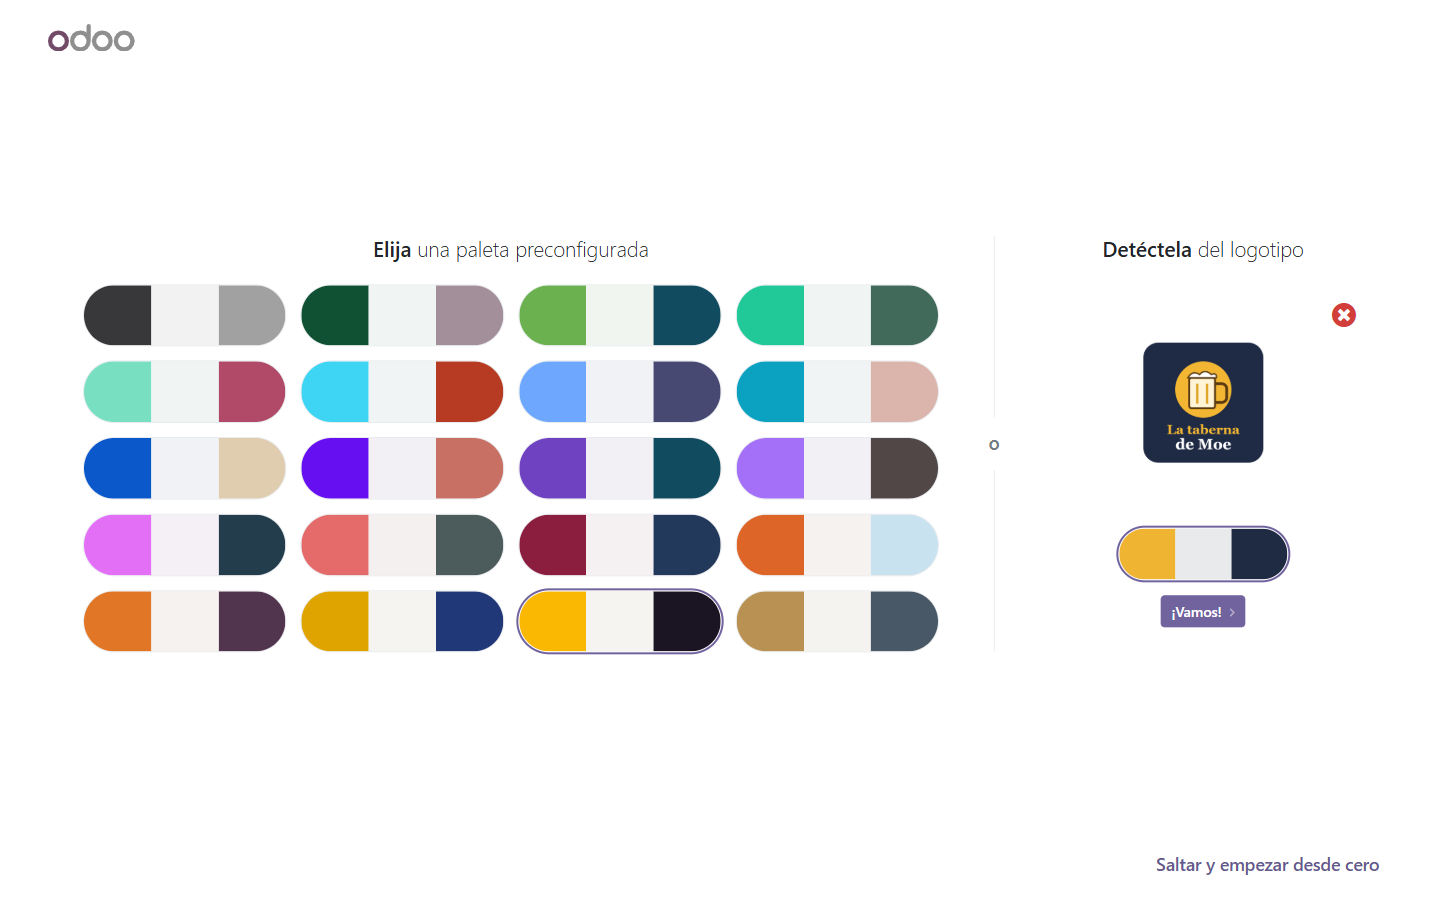 odoo
Elija una paleta preconfigurada
o
Detéctela del logotipo
La taberna
de Moe
¡Vamos!
Saltar y empezar desde cero